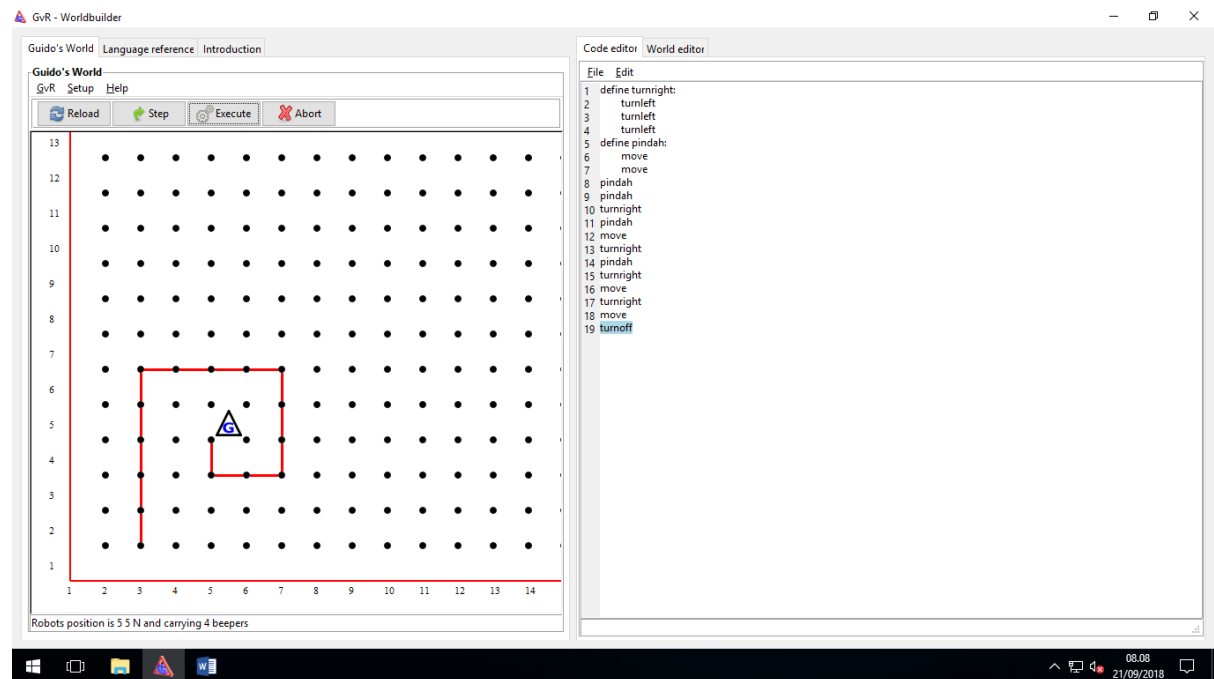 GvR - Worldbuilder
Guido's World Language reference Introduction
Guido's World
GvR Setup Help
Reload Step Execute Abort
13
12
11
10
9
8
7
6
5
4
3
2
1
G
1 2 3 4 5 6 7 8 9 10 11 12 13 14
Robots position is 5 5 N and carrying 4 beepers
Code editor World editor
File Edit
1 define turnright:
2 turnleft
3 turnleft
4 turnleft
5 define pindah:
6 move
7 move
8 pindah
9 pindah
10 turnright
11 pindah
12 move
13 turnright
14 pindah
15 turnright
16 move
17 turnright
18 move
19 turnoff
08.08
21/09/2018